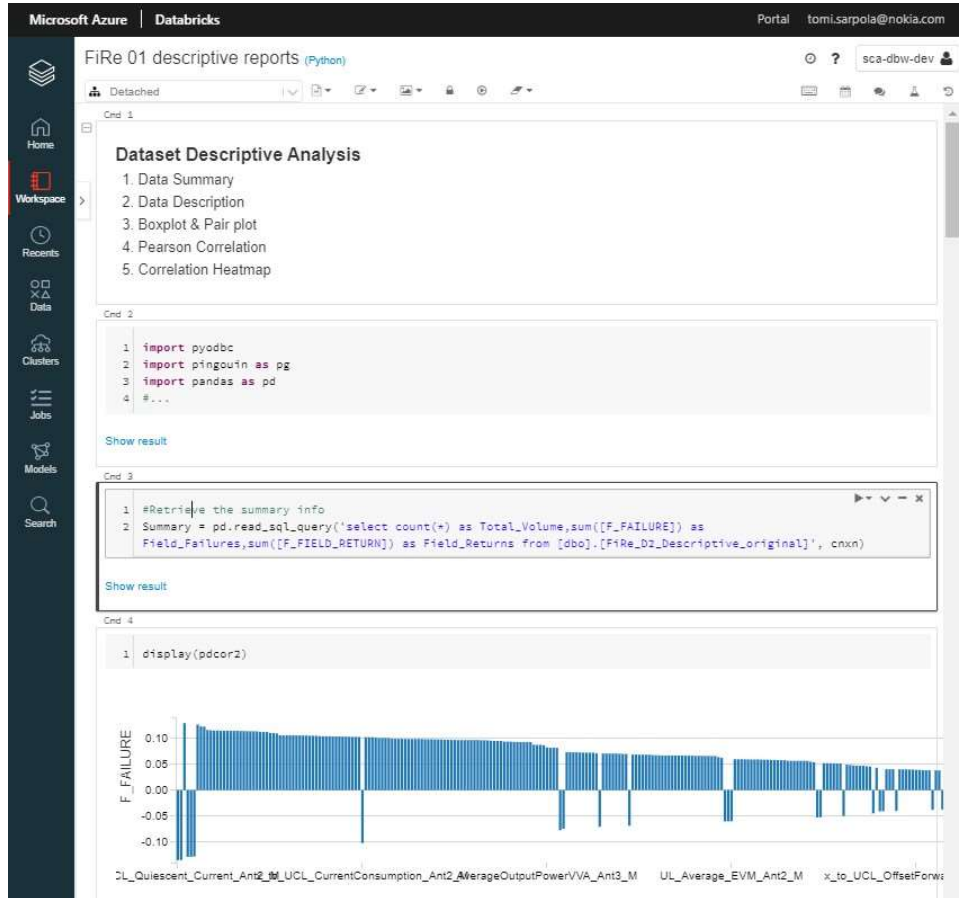 Microsoft Azure Databricks Portal tomi.sarpola@nokia.com
FiRe 01 descriptive reports (Python)
? sca-dbw-dev
Detached
Home
Workspace
Recents
Data
Clusters
Jobs
Models
Search
Cmd 1
Dataset Descriptive Analysis
1. Data Summary
2. Data Description
3. Boxplot & Pair plot
4. Pearson Correlation
5. Correlation Heatmap
Cmd 2
1 import pyodbc
2 import pingouin as pg
3 import pandas as pd
4 #...
Show result
Cmd 3
1 #Retrieve the summary info
2 Summary = pd.read_sql_query('select count(*) as Total_Volume,sum([F_FAILURE]) as
Field_Failures,sum([F_FIELD_RETURN]) as Field_Returns from [dbo].[FiRe_D2_Descriptive_original]', cnxn)
Show result
Cmd 4
1 display(pdcor2)
F_FAILURE
0.10
0.05
0.00
-0.05
-0.10
UL_Average_EVM_Ant2_M